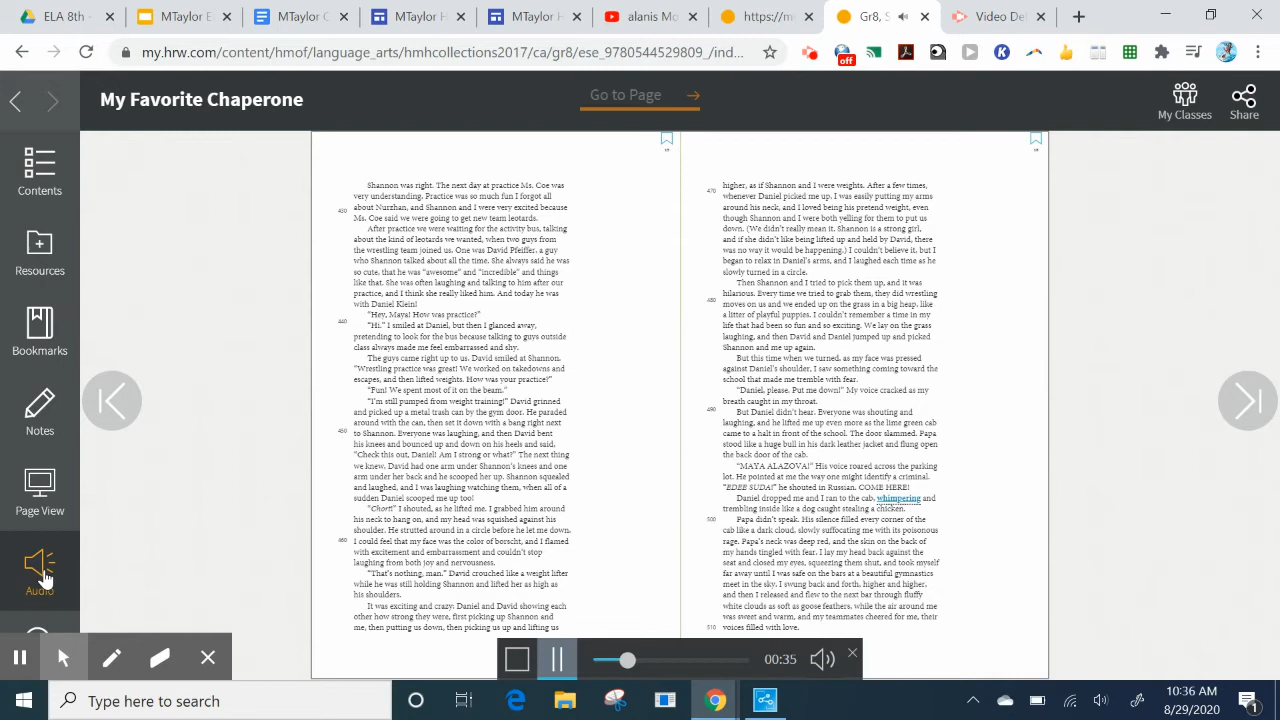 ELA 8th
MTaylor E
MTaylor C
MTaylor H
MTaylor H
alanis Mo
https://m
Gr8, S
Video De
my.hrw.com/content/hmof/language_arts/hmhcollections2017/ca/gr8/ese_9780544529809_/ind...
off
My Favorite Chaperone
Go to Page
My Classes
Share
Contents
Resources
Bookmarks
Notes
Page View
Audio
Shannon was right. The next day at practice Ms. Coe was
very understanding. Practice was so much fun I forgot all
about Nurzhan, and Shannon and I were very excited because
430
Ms. Coe said we were going to get new team leotards.
After practice we were waiting for the activity bus, talking
about the kind of leotards we wanted, when two guys from
the wrestling team joined us. One was David Pfeiffer, a guy
who Shannon talked about all the time. She always said he was
so cute, that he was “awesome” and “incredible” and things
like that. She was often laughing and talking to him after our
practice, and I think she really liked him. And today he was
with Daniel Klein!
“Hey, Maya! How was practice?”
440
“Hi.” I smiled at Daniel, but then I glanced away,
pretending to look for the bus because talking to guys outside
class always made me feel embarrassed and shy.
The guys came right up to us. David smiled at Shannon.
“Wrestling practice was great! We worked on takedowns and
escapes, and then lifted weights. How was your practice?”
“Fun! We spent most of it on the beam.”
“I’m still pumped from weight training!” David grinned
and picked up a metal trash can by the gym door. He paraded
around with the can, then set it down with a bang right next
450
to Shannon. Everyone was laughing, and then David bent
his knees and bounced up and down on his heels and said,
“Check this out, Daniel! Am I strong or what?” The next thing
we knew, David had one arm under Shannon’s knees and one
arm under her back and he scooped her up. Shannon squealed
and laughed, and I was laughing watching them, when all of a
sudden Daniel scooped me up too!
“Chort!” I shouted, as he lifted me. I grabbed him around
his neck to hang on, and my head was squished against his
shoulder. He strutted around in a circle before he let me down.
460
I could feel that my face was the color of borscht, and I flamed
with excitement and embarrassment and couldn’t stop
laughing from both joy and nervousness.
“That’s nothing, man.” David crouched like a weight lifter
while he was still holding Shannon and lifted her as high as
his shoulders.
It was exciting and crazy: Daniel and David showing each
other how strong they were, first picking up Shannon and
me, then putting us down, then picking us up and lifting us
470
higher, as if Shannon and I were weights. After a few times,
whenever Daniel picked me up, I was easily putting my arms
around his neck, and I loved being his pretend weight, even
though Shannon and I were both yelling for them to put us
down. (We didn’t really mean it. Shannon is a strong girl,
and if she didn’t like being lifted up and held by David, there
was no way it would be happening.) I couldn’t believe it, but I
began to relax in Daniel’s arms, and I laughed each time as he
slowly turned in a circle.
Then Shannon and I tried to pick them up, and it was
480
hilarious. Every time we tried to grab them, they did wrestling
moves on us and we ended up on the grass in a big heap, like
a litter of playful puppies. I couldn’t remember a time in my
life that had been so fun and so exciting. We lay on the grass
laughing, and then David and Daniel jumped up and picked
Shannon and me up again.
But this time when we turned, as my face was pressed
against Daniel’s shoulder, I saw something coming toward the
school that made me tremble with fear.
“Daniel, please. Put me down!” My voice cracked as my
breath caught in my throat.
490
But Daniel didn’t hear. Everyone was shouting and
laughing, and he lifted me up even more as the lime green cab
came to a halt in front of the school. The door slammed. Papa
stood like a huge bull in his dark leather jacket and flung open
the back door of the cab.
“MAYA ALAZOVA!” His voice roared across the parking
lot. He pointed at me the way one might identify a criminal.
“EDEE SUDA!” he shouted in Russian. COME HERE!
Daniel dropped me and I ran to the cab, whimpering and
trembling inside like a dog caught stealing a chicken.
500
Papa didn’t speak. His silence filled every corner of the
cab like a dark cloud, slowly suffocating me with its poisonous
rage. Papa’s neck was deep red, and the skin on the back of
my hands tingled with fear. I lay my head back against the
seat and closed my eyes, squeezing them shut, and took myself
far away until I was safe on the bars at a beautiful gymnastics
meet in the sky. I swung back and forth, higher and higher,
and then I released and flew to the next bar through fluffy
white clouds as soft as goose feathers, while the air around me
was sweet and warm, and my teammates cheered for me, their
510
voices filled with love.
00:35
Type here to search
10:36 AM
8/29/2020
1